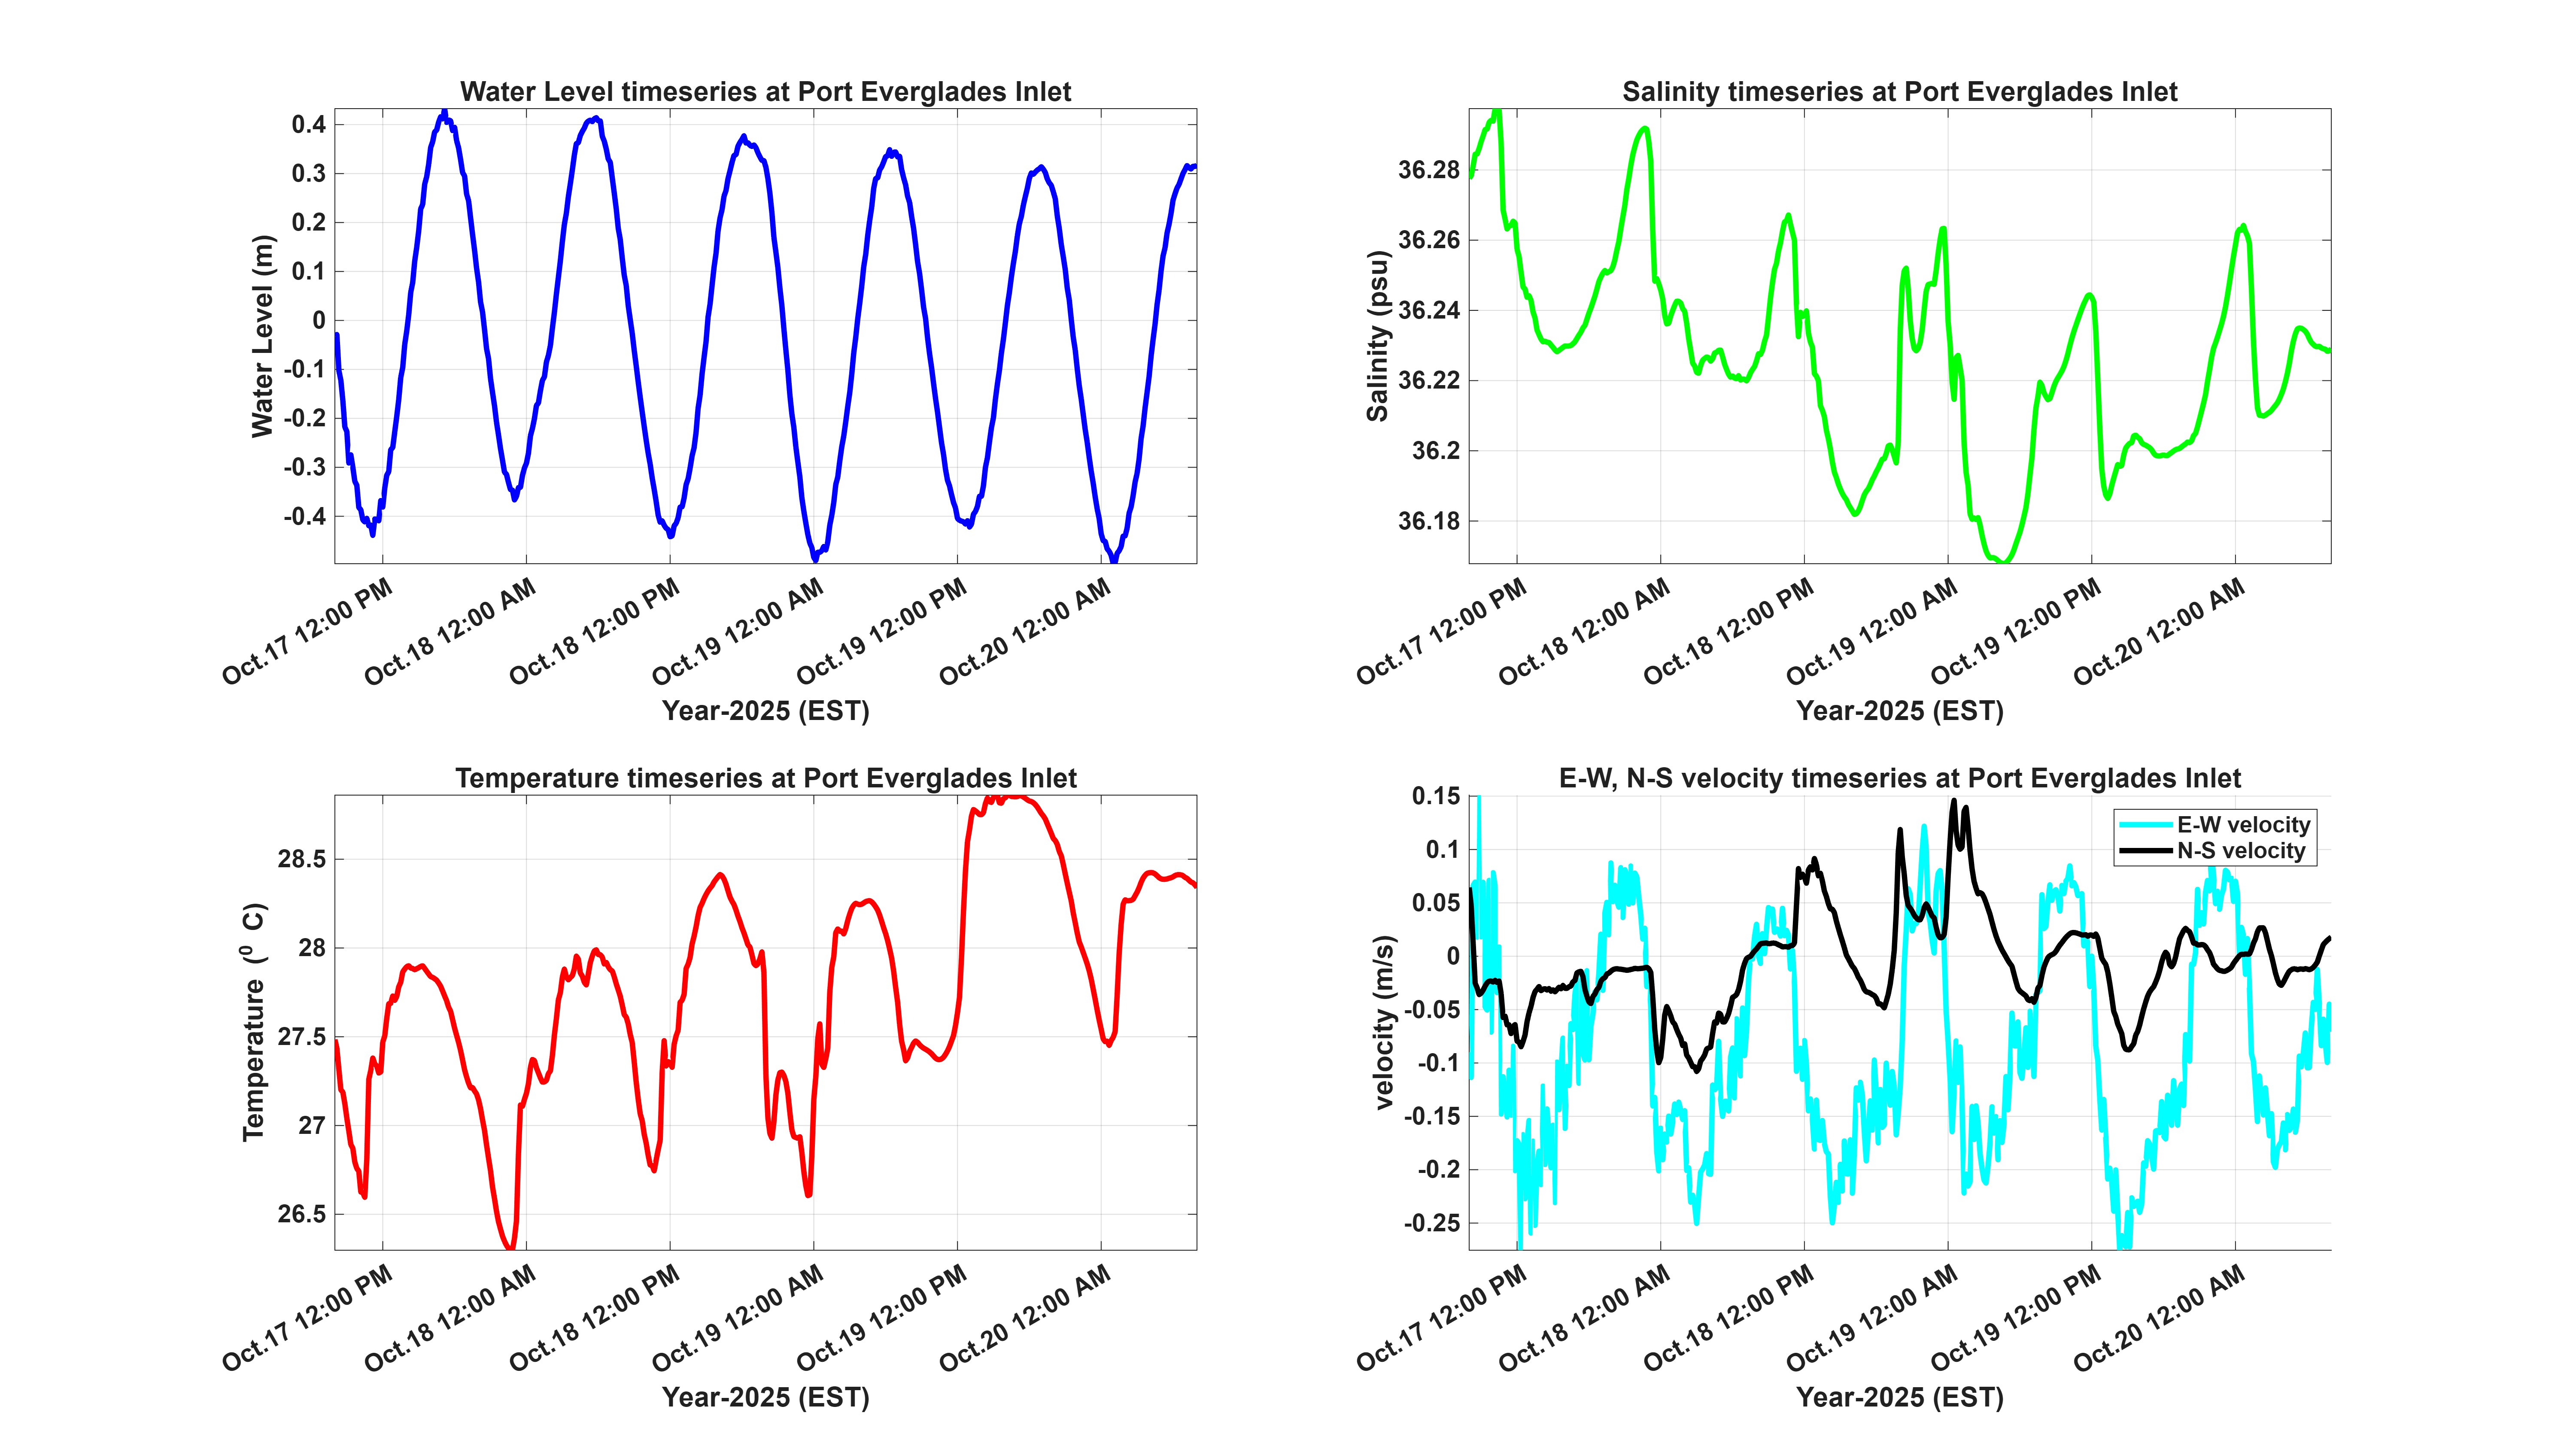 Water Level timeseries at Port Everglades Inlet
Water Level (m)
0.4
0.3
0.2
0.1
0
-0.1
-0.2
-0.3
-0.4
Oct.17 12:00 PM
Oct.18 12:00 AM
Oct.18 12:00 PM
Oct.19 12:00 AM
Oct.19 12:00 PM
Oct.20 12:00 AM
Year-2025 (EST)
Salinity timeseries at Port Everglades Inlet
Salinity (psu)
36.28
36.26
36.24
36.22
36.2
36.18
Oct.17 12:00 PM
Oct.18 12:00 AM
Oct.18 12:00 PM
Oct.19 12:00 AM
Oct.19 12:00 PM
Oct.20 12:00 AM
Year-2025 (EST)
Temperature timeseries at Port Everglades Inlet
Temperature (⁰ C)
28.5
28
27.5
27
26.5
Oct.17 12:00 PM
Oct.18 12:00 AM
Oct.18 12:00 PM
Oct.19 12:00 AM
Oct.19 12:00 PM
Oct.20 12:00 AM
Year-2025 (EST)
E-W, N-S velocity timeseries at Port Everglades Inlet
velocity (m/s)
0.15
0.1
0.05
0
-0.05
-0.1
-0.15
-0.2
-0.25
E-W velocity
N-S velocity
Oct.17 12:00 PM
Oct.18 12:00 AM
Oct.18 12:00 PM
Oct.19 12:00 AM
Oct.19 12:00 PM
Oct.20 12:00 AM
Year-2025 (EST)